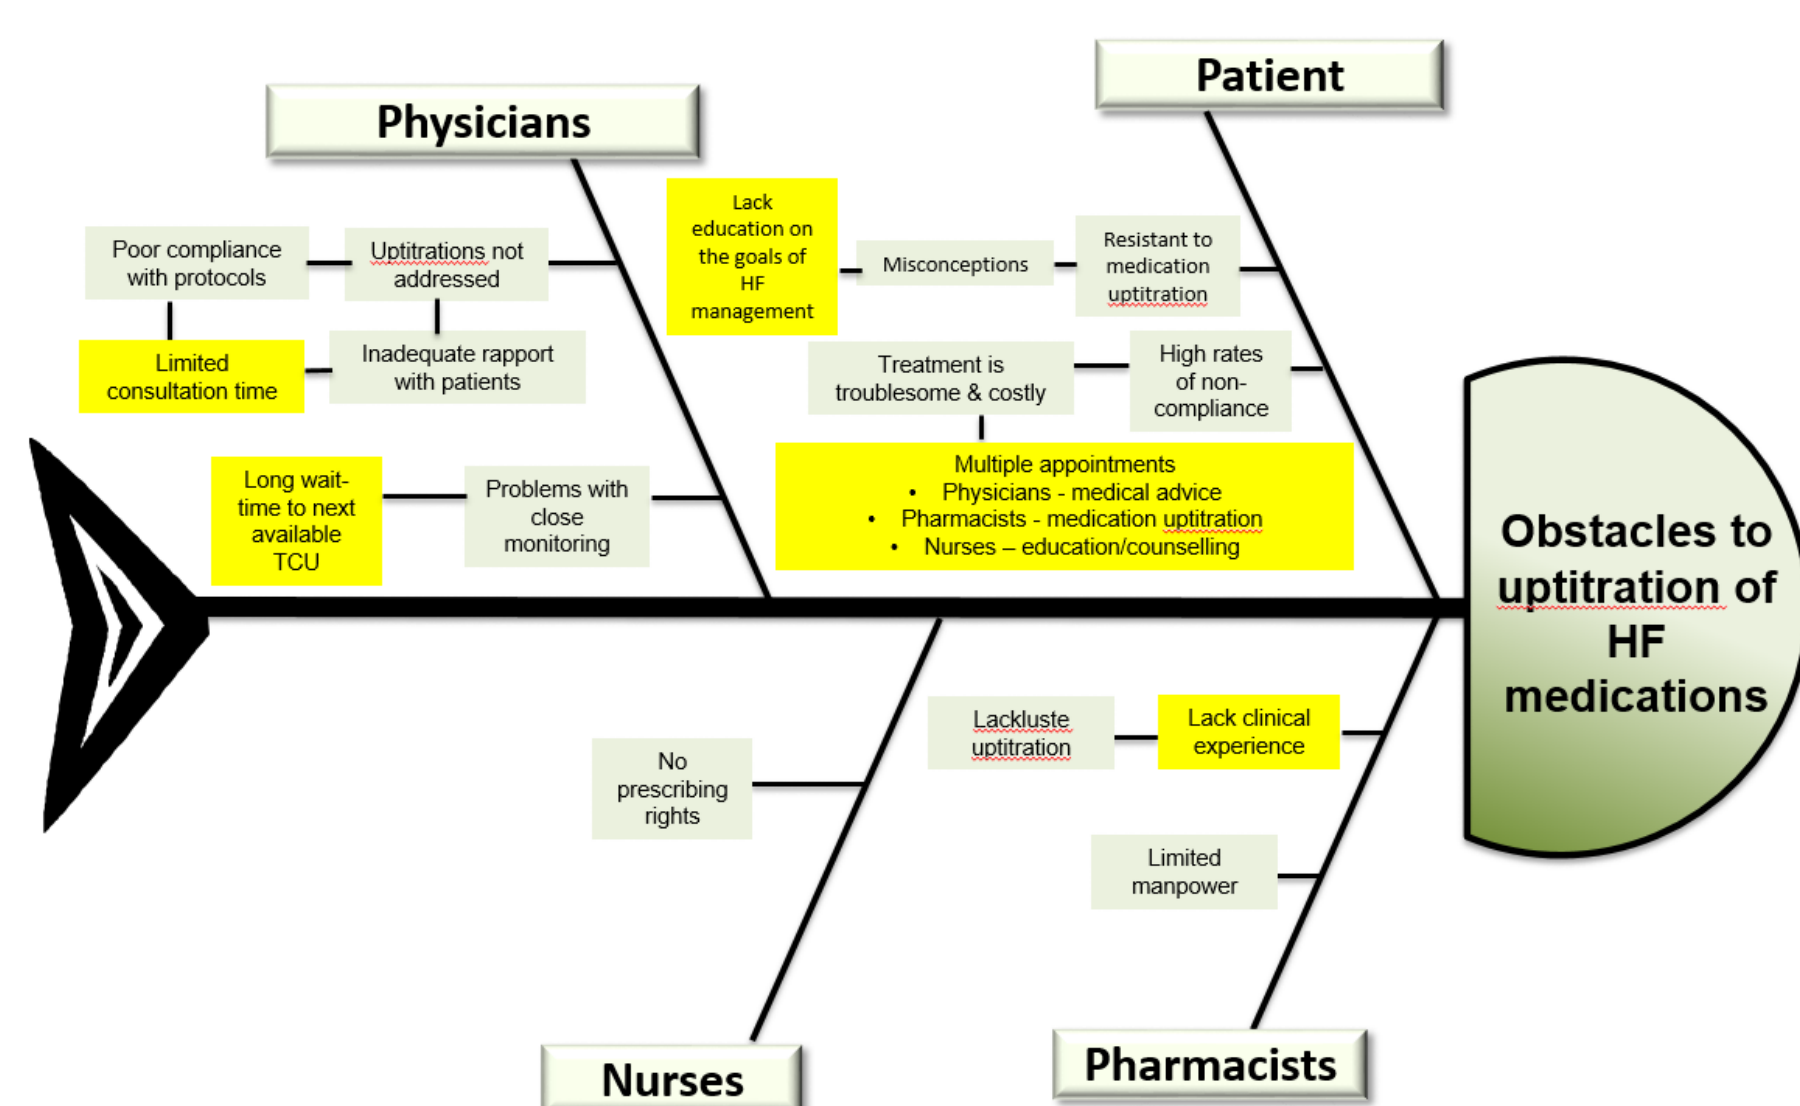 Patient
Physicians
Poor compliance
with protocols
Uptitrations not
addressed
Limited
consultation time
Inadequate rapport
with patients
Long wait-
time to next
available
TCU
Problems with
close
monitoring
Lack
education on
the goals of
HF
management
Misconceptions
Resistant to
medication
uptitration
Treatment is
troublesome & costly
High rates
of non-
compliance
Multiple appointments
• Physicians - medical advice
• Pharmacists - medication uptitration
• Nurses – education/counselling
Obstacles to
uptitration of
HF
medications
No
prescribing
rights
Lackluste
uptitration
Lack clinical
experience
Limited
manpower
Nurses
Pharmacists